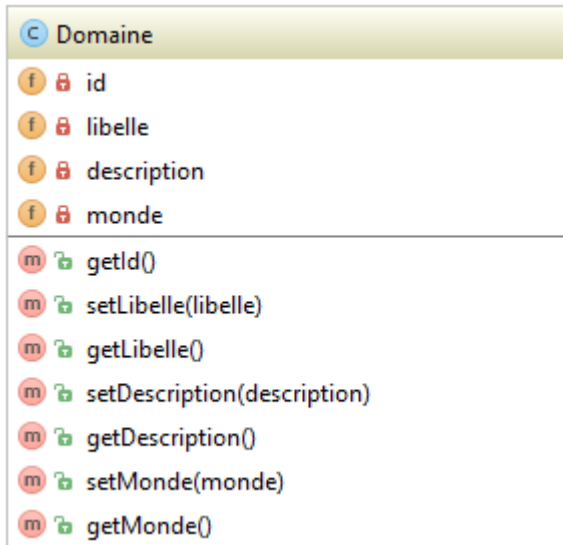 C Domaine
f id
f libelle
f description
f monde
m getId()
m setLibelle(libelle)
m getLibelle()
m setDescription(description)
m getDescription()
m setMonde(monde)
m getMonde()